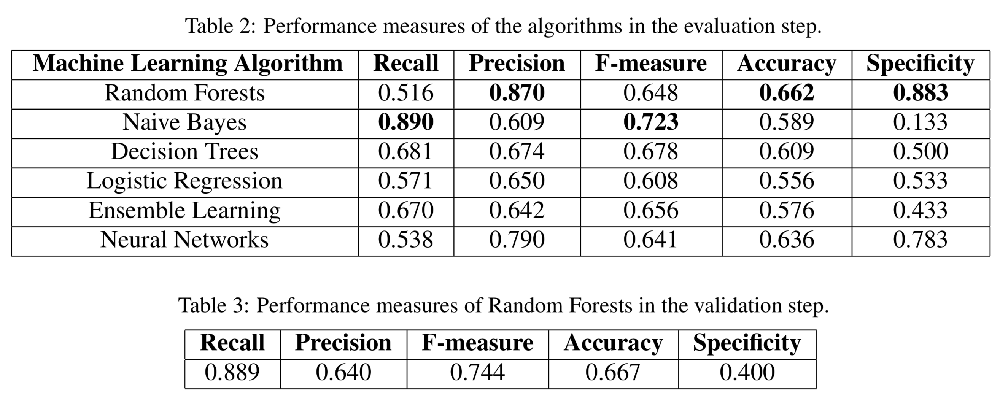 Table 2: Performance measures of the algorithms in the evaluation step.
Machine Learning Algorithm Recall Precision F-measure Accuracy Specificity
Random Forests 0.516 0.870 0.648 0.662 0.883
Naive Bayes 0.890 0.609 0.723 0.589 0.133
Decision Trees 0.681 0.674 0.678 0.609 0.500
Logistic Regression 0.571 0.650 0.608 0.556 0.533
Ensemble Learning 0.670 0.642 0.656 0.576 0.433
Neural Networks 0.538 0.790 0.641 0.636 0.783
Table 3: Performance measures of Random Forests in the validation step.
Recall Precision F-measure Accuracy Specificity
0.889 0.640 0.744 0.667 0.400